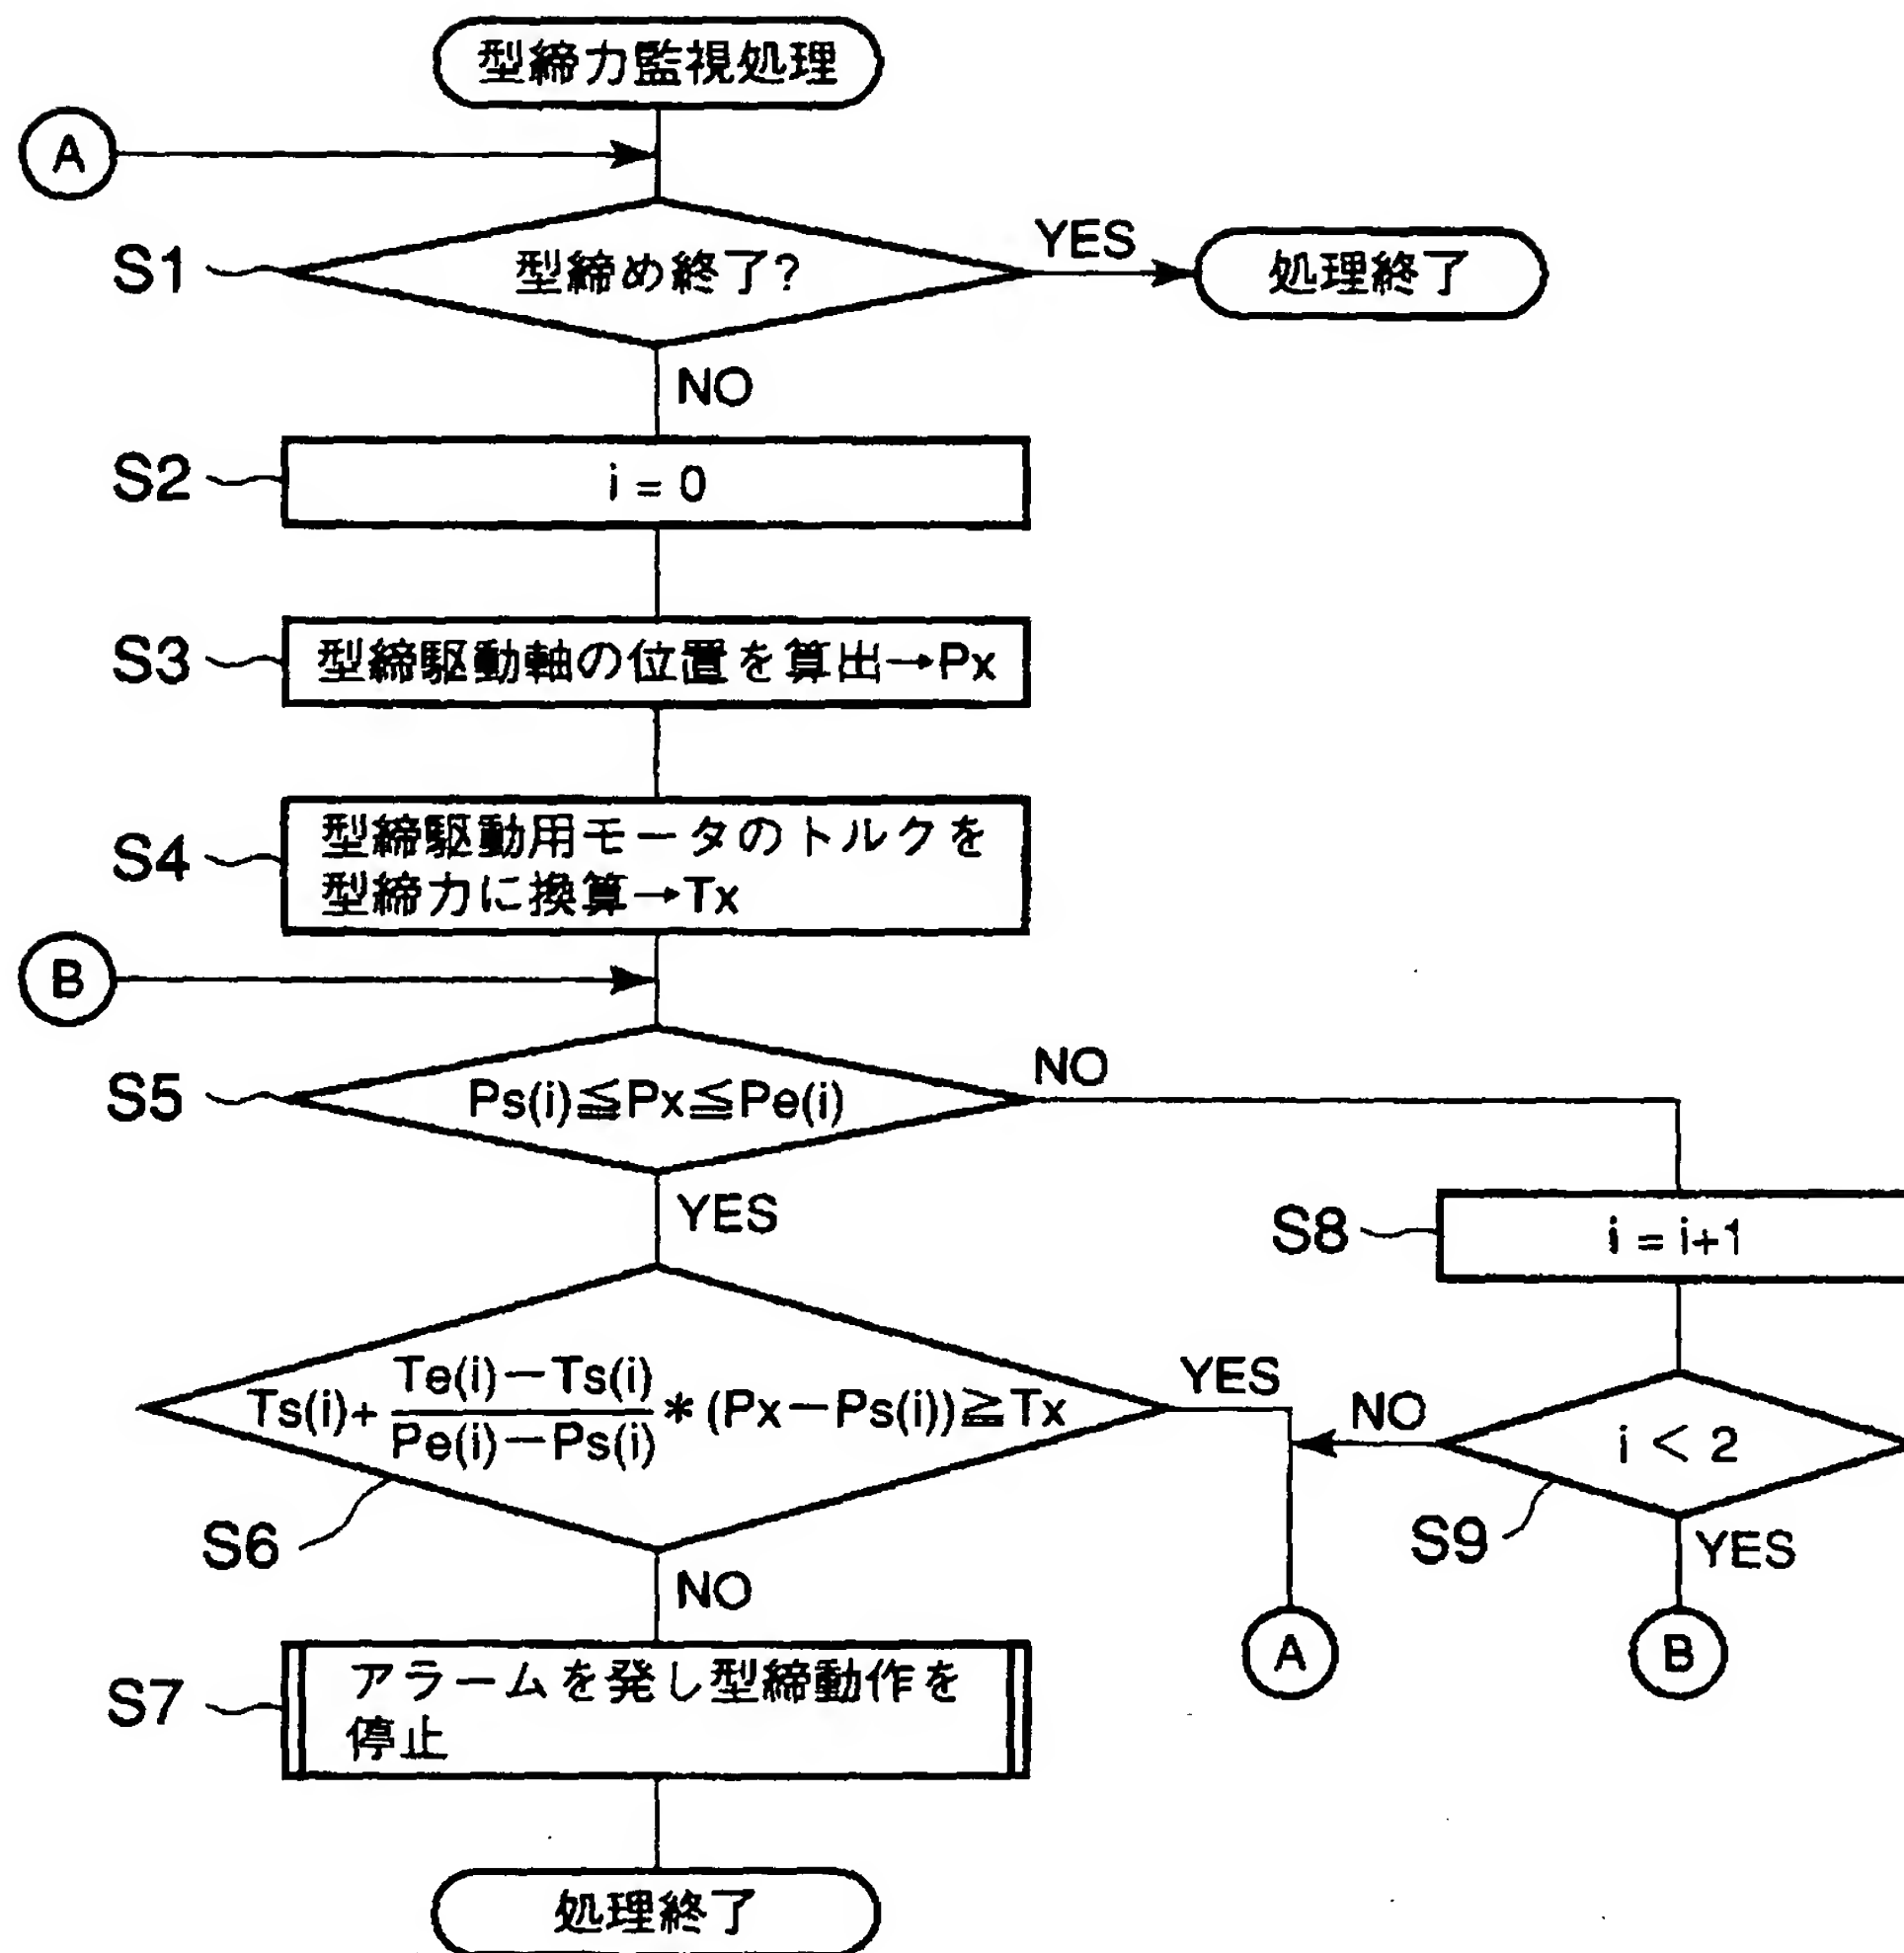 型締力監視処理
A
S1
型締め終了?
YES
処理終了
NO
S2
i = 0
S3
型締駆動軸の位置を算出→Px
S4
型締駆動用モータのトルクを
型締力に換算→Tx
B
S5
Ps(i)≦Px≦Pe(i)
NO
YES
S8
i = i+1
S6
Ts(i)+ Te(i)−Ts(i) / Pe(i)−Ps(i) * (Px−Ps(i))≧Tx
YES
NO
i < 2
S9
YES
NO
A
B
S7
アラームを発し型締動作を
停止
処理終了